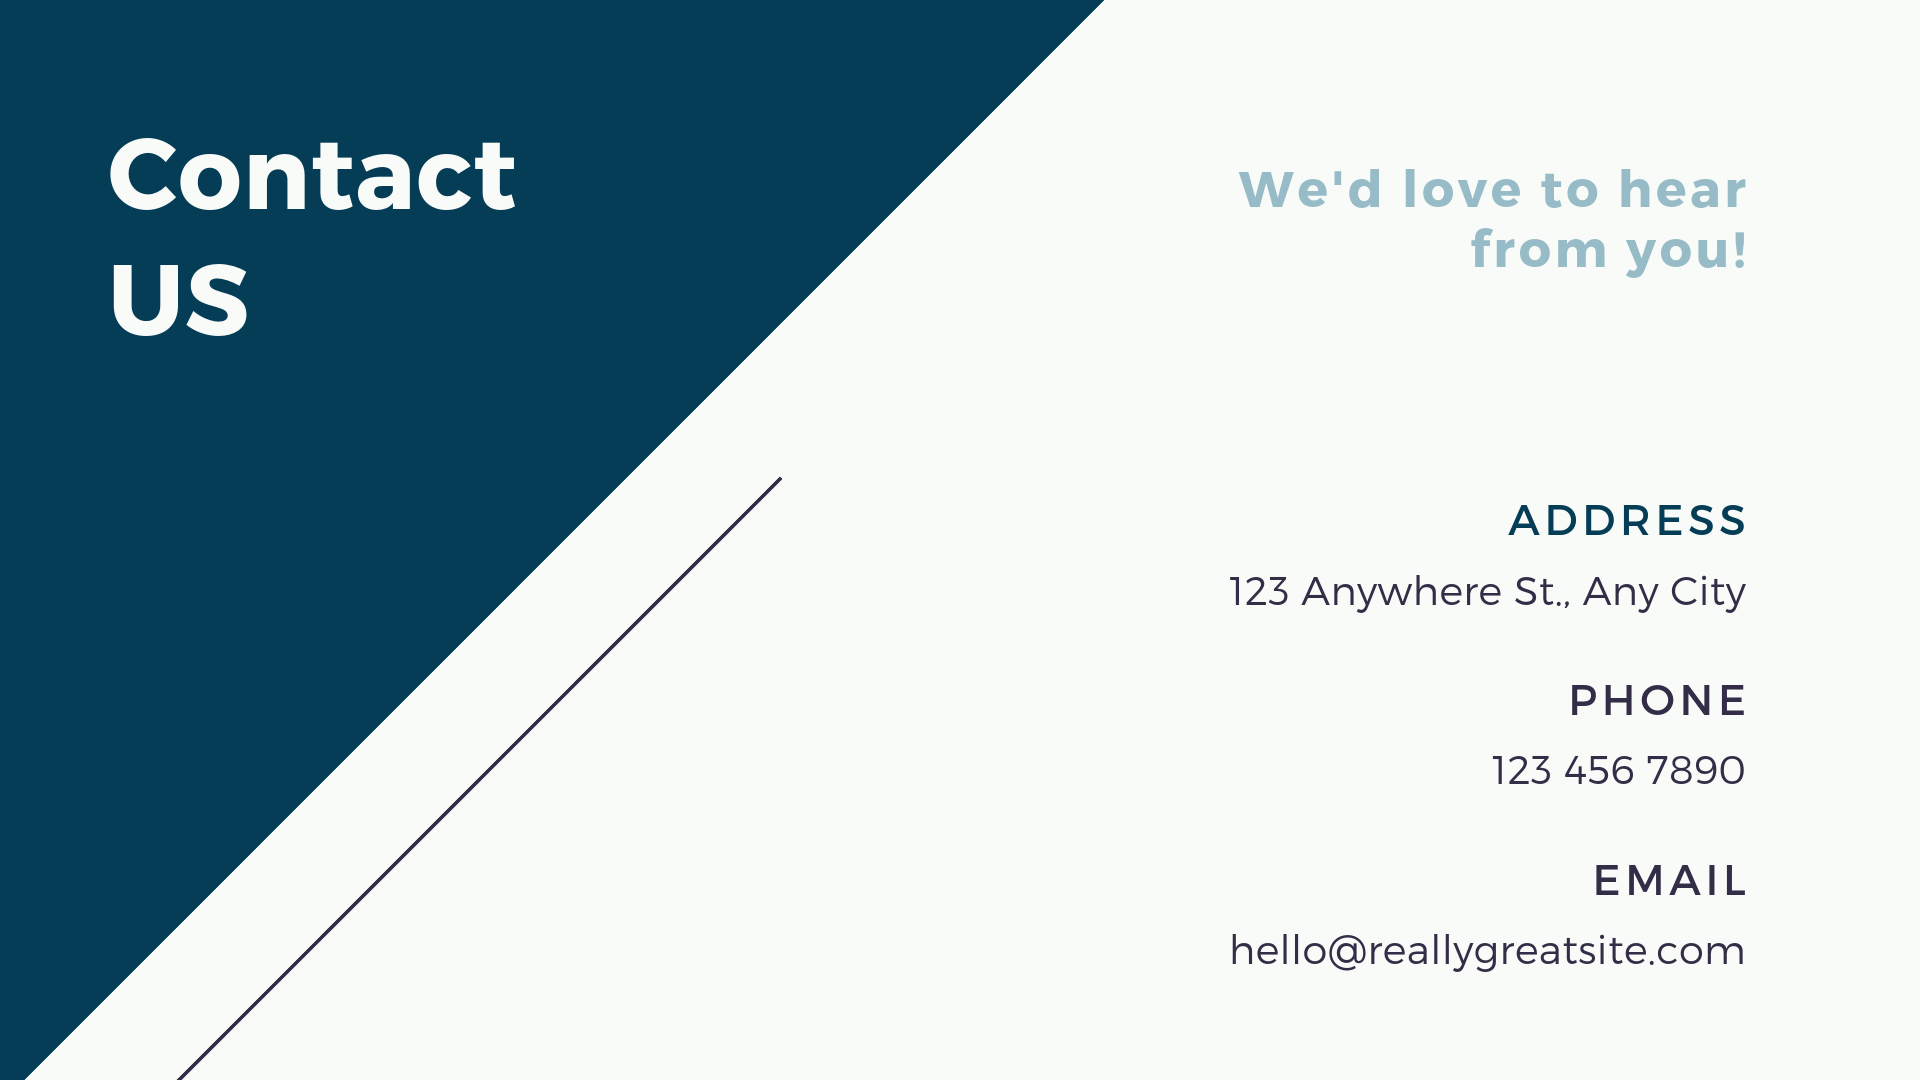 Contact
US
We'd love to hear
from you!
ADDRESS
123 Anywhere St., Any City
PHONE
123 456 7890
EMAIL
hello@reallygreatsite.com